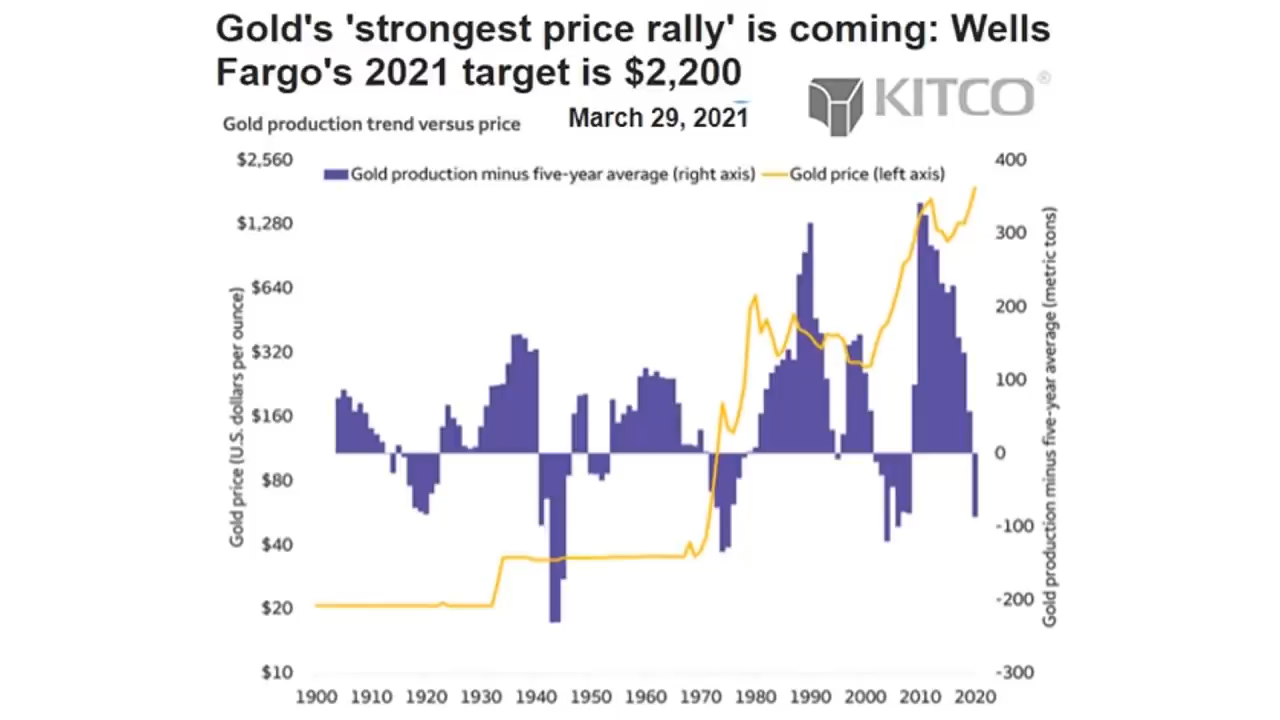 Gold's 'strongest price rally' is coming: Wells
Fargo's 2021 target is $2,200
KITCO®
March 29, 2021
Gold production trend versus price
Gold production minus five-year average (right axis)
Gold price (left axis)
Gold price (U.S. dollars per ounce)
$2,560
$1,280
$640
$320
$160
$80
$40
$20
$10
400
300
200
100
0
-100
-200
-300
Gold production minus five-year average (metric tons)
1900 1910 1920 1930 1940 1950 1960 1970 1980 1990 2000 2010 2020